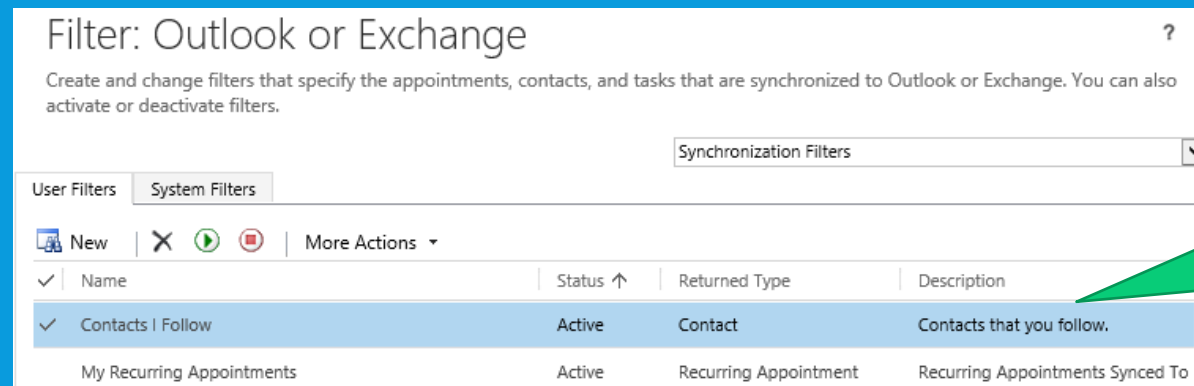 Filter: Outlook or Exchange
?
Create and change filters that specify the appointments, contacts, and tasks that are synchronized to Outlook or Exchange. You can also
activate or deactivate filters.
Synchronization Filters
User Filters System Filters
New More Actions
Name Status ↑ Returned Type Description
Contacts I Follow Active Contact Contacts that you follow.
My Recurring Appointments Active Recurring Appointment Recurring Appointments Synced To